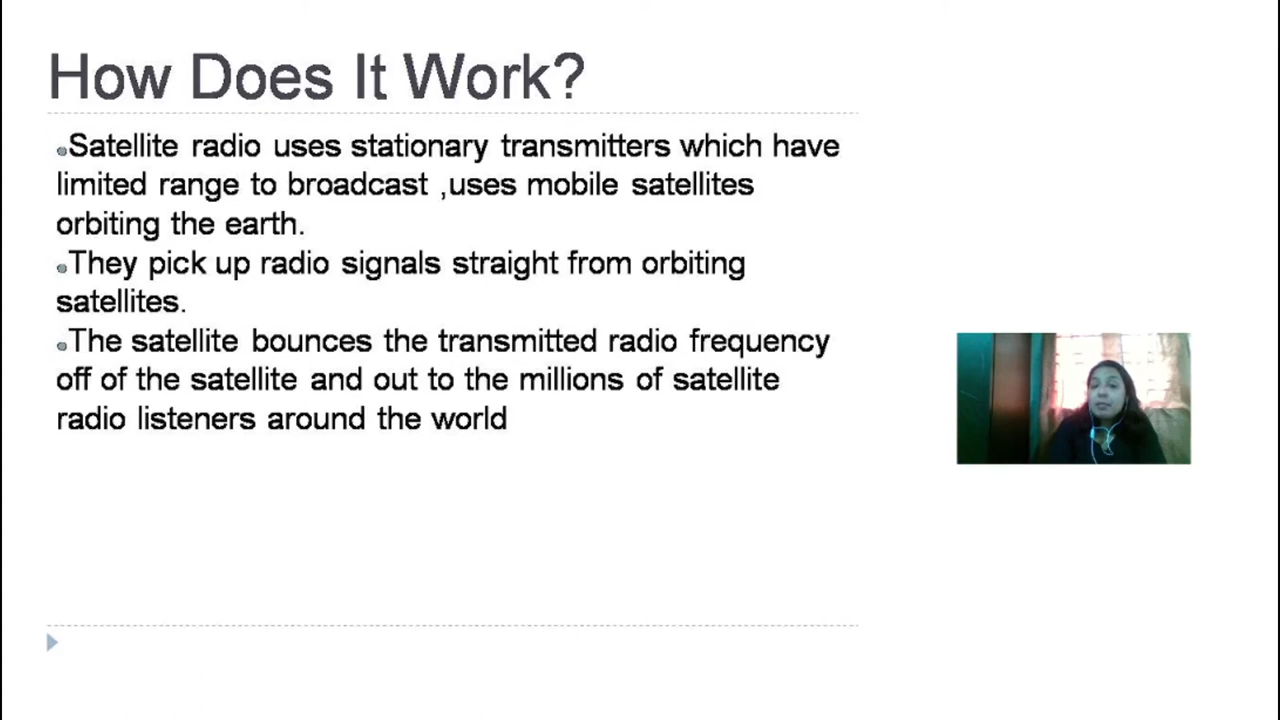 How Does It Work?
•Satellite radio uses stationary transmitters which have
limited range to broadcast ,uses mobile satellites
orbiting the earth.
•They pick up radio signals straight from orbiting
satellites.
•The satellite bounces the transmitted radio frequency
off of the satellite and out to the millions of satellite
radio listeners around the world